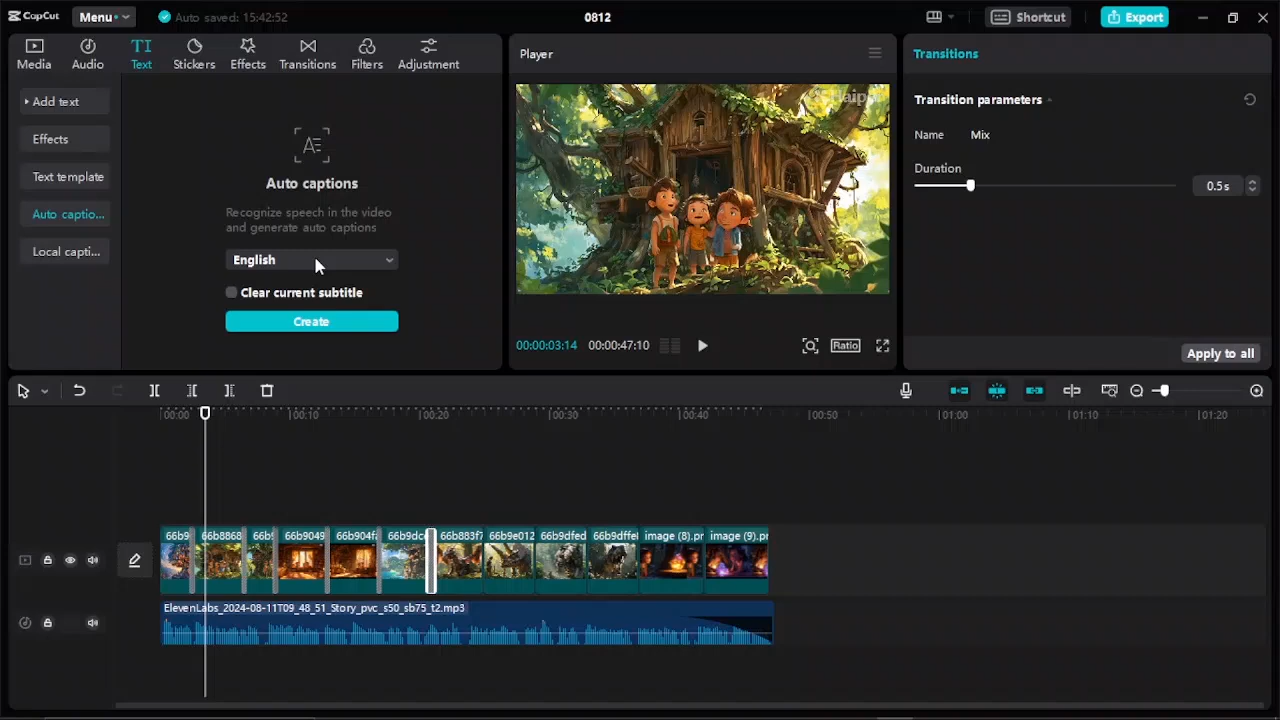 CapCut
Menu
Auto saved: 15:42:52
0812
Shortcut
Export
Media
Audio
TI
Text
Stickers
Effects
Transitions
Filters
Adjustment
Player
Transitions
Add text
Effects
Text template
Auto captio...
Local capti...
A
Auto captions
Recognize speech in the video
and generate auto captions
English
Clear current subtitle
Create
Transition parameters
Name
Mix
Duration
0.5s
00:00:03:14
00:00:47:10
Ratio
Apply to all
00:00
00:10
00:20
00:30
00:40
00:50
01:00
01:10
01:20
66b9
66b8868
66b9
66b9049
66b904f
66b9dc
66b883f7
66b9e012
66b9dfed
66b9dffe
image (8).pr
image (9).pr
ElevenLabs_2024-08-11T09_48_51_Story_pvc_s50_sb75_t2.mp3